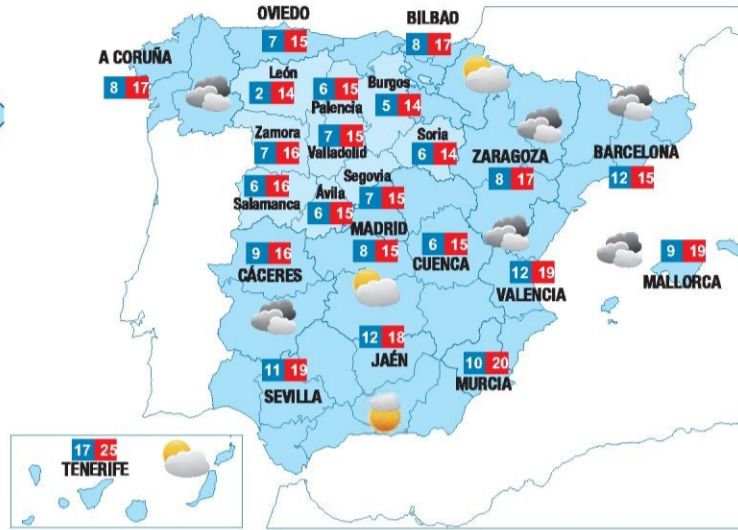 OVIEDO
7 15
BILBAO
8 17
A CORUÑA
8 17
León
2 14
6 15
Palencia
Burgos
5 14
Zamora
7 16
7 15
Valladolid
Soria
6 14
ZARAGOZA
8 17
BARCELONA
12 15
6 16
Salamanca
Ávila
6 15
Segovia
7 15
MADRID
8 15
6 15
CUENCA
9 16
CÁCERES
12 19
VALENCIA
9 19
MALLORCA
12 18
JAÉN
11 19
SEVILLA
10 20
MURCIA
17 25
TENERIFE